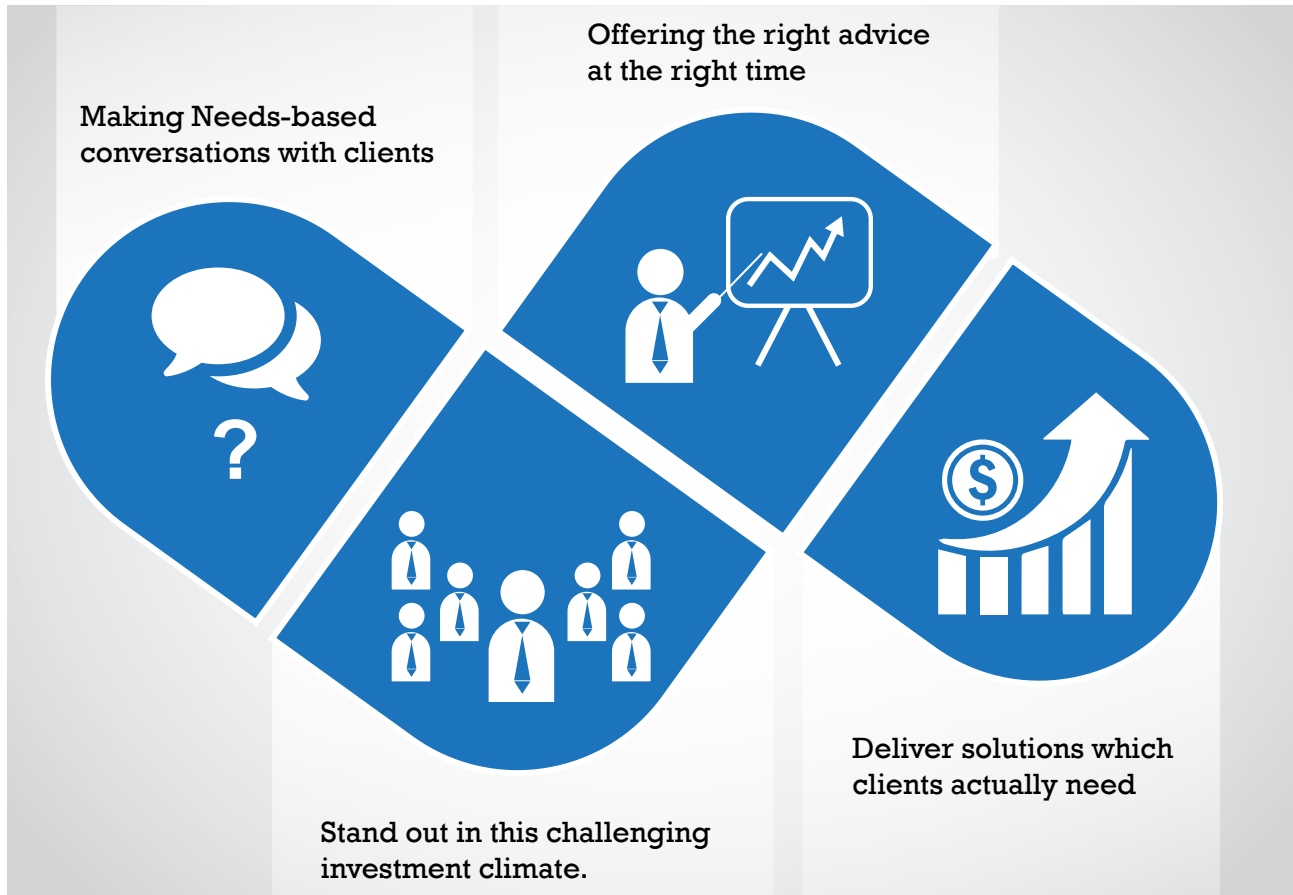 Offering the right advice
at the right time
Making Needs-based
conversations with clients
?
$
Deliver solutions which
clients actually need
Stand out in this challenging
investment climate.